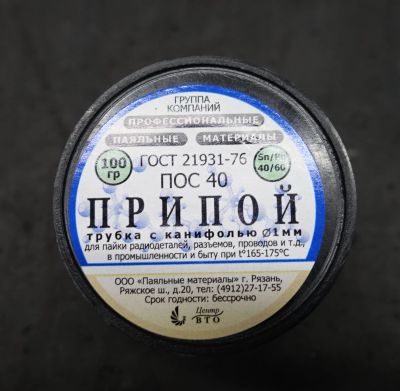 ГРУППА
КОМПАНИЙ
ПРОФЕССИОНАЛЬНЫЕ
ПАЯЛЬНЫЕ МАТЕРИАЛЫ
100 гр
ГОСТ 21931-76
Sn/Pb 40/60
ПОС 40
ПРИПОЙ
трубка с канифолью Ø1мм
для пайки радиодеталей, разъемов, проводов и т.д.,
в промышленности и быту при t°165-175°С
ООО «Паяльные материалы» г. Рязань,
Ряжское ш., д.20, тел: (4912)27-17-55
Срок годности: бессрочно
Центр
ВТО